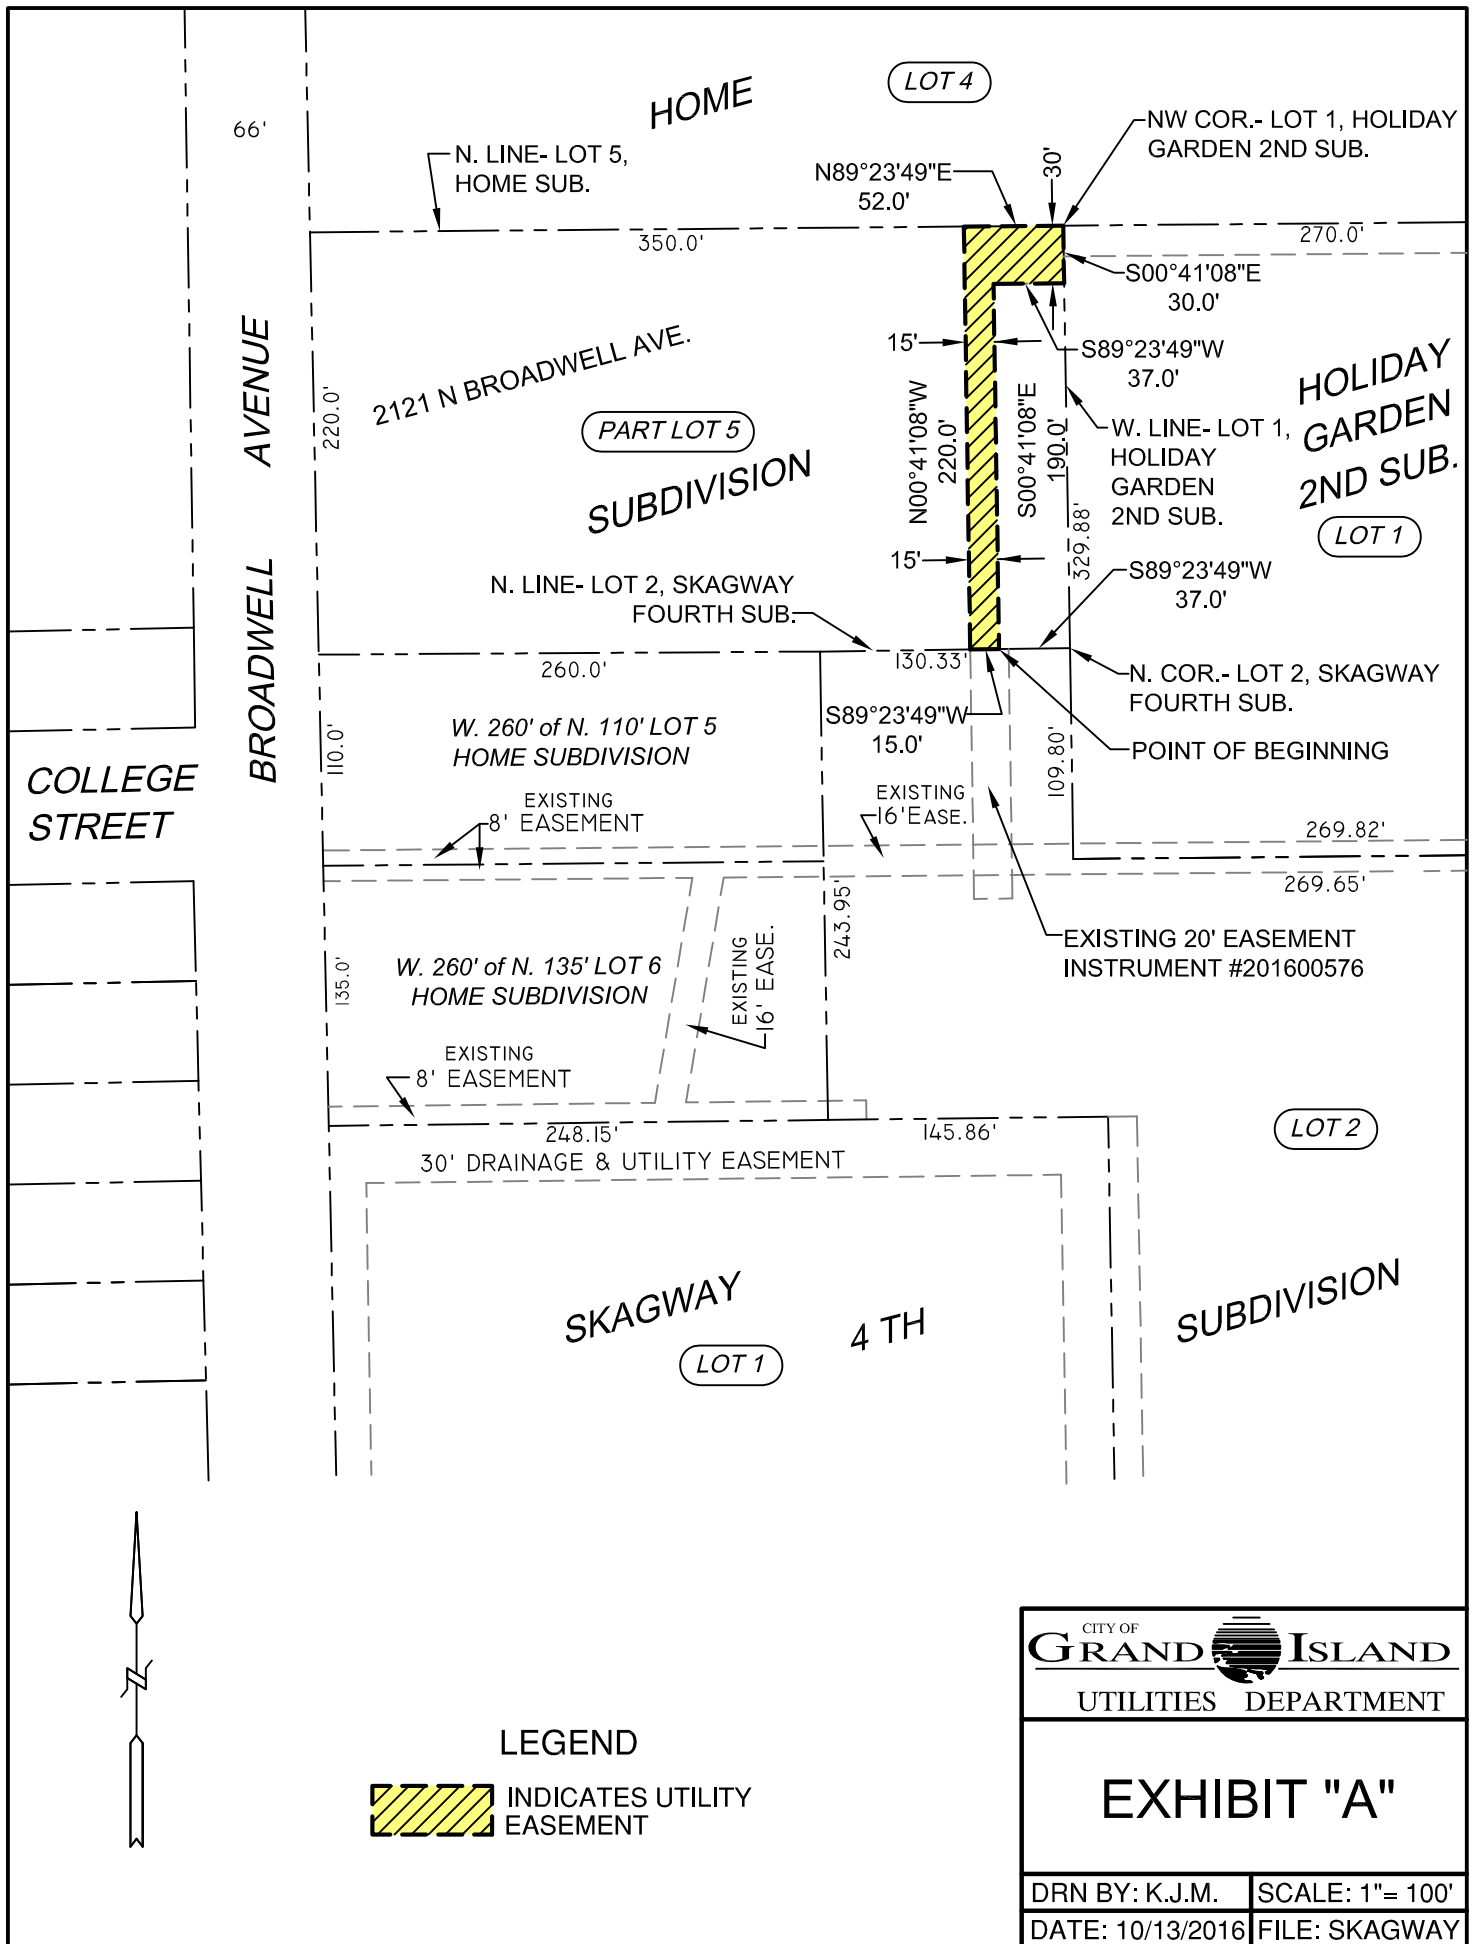 LOT 4
HOME
66'
N. LINE- LOT 5,
HOME SUB.
NW COR.- LOT 1, HOLIDAY
GARDEN 2ND SUB.
N89°23'49"E
52.0'
30'
350.0'
270.0'
S00°41'08"E
30.0'
2121 N BROADWELL AVE.
220.0'
15'
S89°23'49"W
37.0'
HOLIDAY
GARDEN
2ND SUB.
LOT 1
PART LOT 5
SUBDIVISION
N00°41'08"W
220.0'
S00°41'08"E
190.0'
W. LINE- LOT 1,
HOLIDAY
GARDEN
2ND SUB.
329.88'
BROADWELL AVENUE
15'
N. LINE- LOT 2, SKAGWAY
FOURTH SUB.
S89°23'49"W
37.0'
260.0'
130.33'
N. COR.- LOT 2, SKAGWAY
FOURTH SUB.
S89°23'49"W
15.0'
POINT OF BEGINNING
W. 260' of N. 110' LOT 5
HOME SUBDIVISION
110.0'
109.80'
COLLEGE
STREET
EXISTING
8' EASEMENT
EXISTING
16'EASE.
269.82'
269.65'
243.95'
EXISTING 20' EASEMENT
INSTRUMENT #201600576
W. 260' of N. 135' LOT 6
HOME SUBDIVISION
135.0'
EXISTING
16' EASE.
EXISTING
8' EASEMENT
248.15'
145.86'
LOT 2
30' DRAINAGE & UTILITY EASEMENT
SKAGWAY
4 TH
SUBDIVISION
LOT 1
N
LEGEND
INDICATES UTILITY
EASEMENT
CITY OF
GRAND ISLAND
UTILITIES DEPARTMENT
EXHIBIT "A"
DRN BY: K.J.M.
SCALE: 1"= 100'
DATE: 10/13/2016
FILE: SKAGWAY